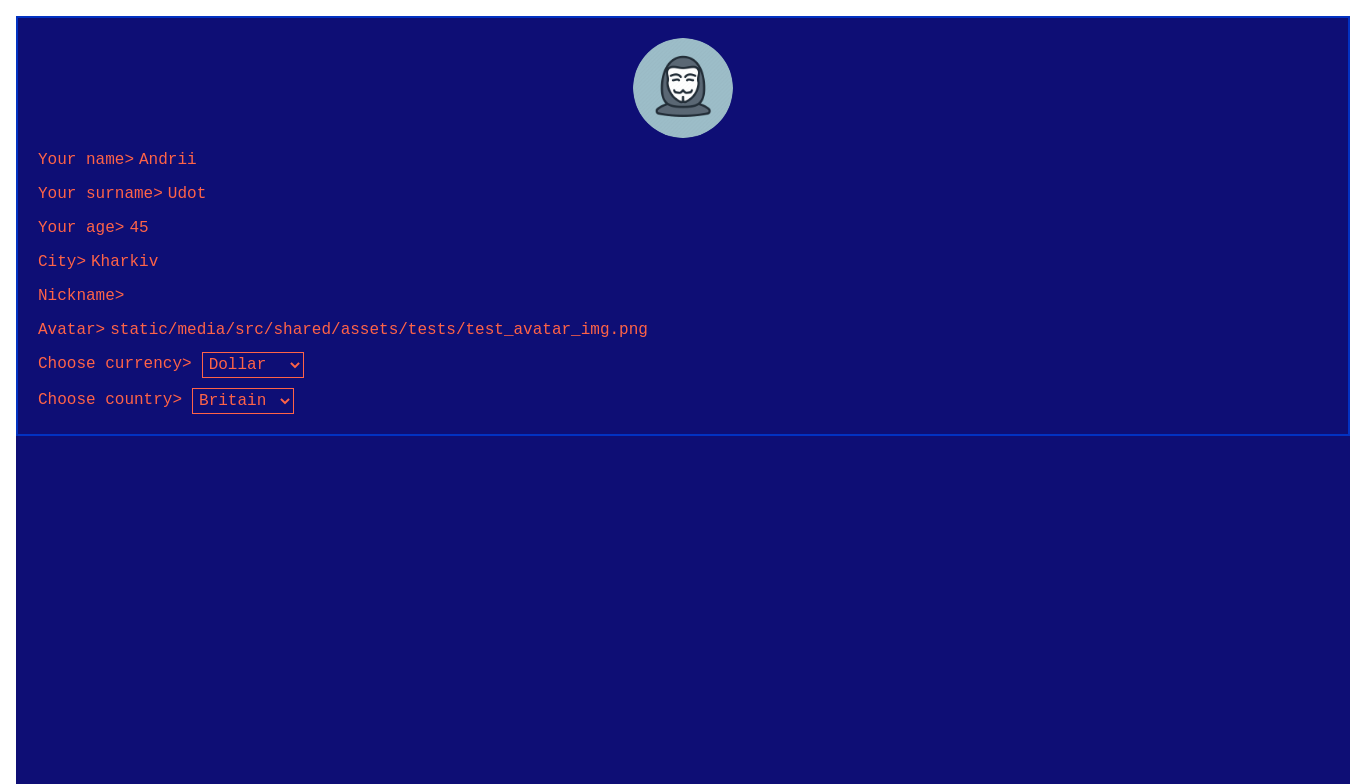 Your name> Andrii
Your surname> Udot
Your age> 45
City> Kharkiv
Nickname>
Avatar> static/media/src/shared/assets/tests/test_avatar_img.png
Choose currency> Dollar
Choose country> Britain